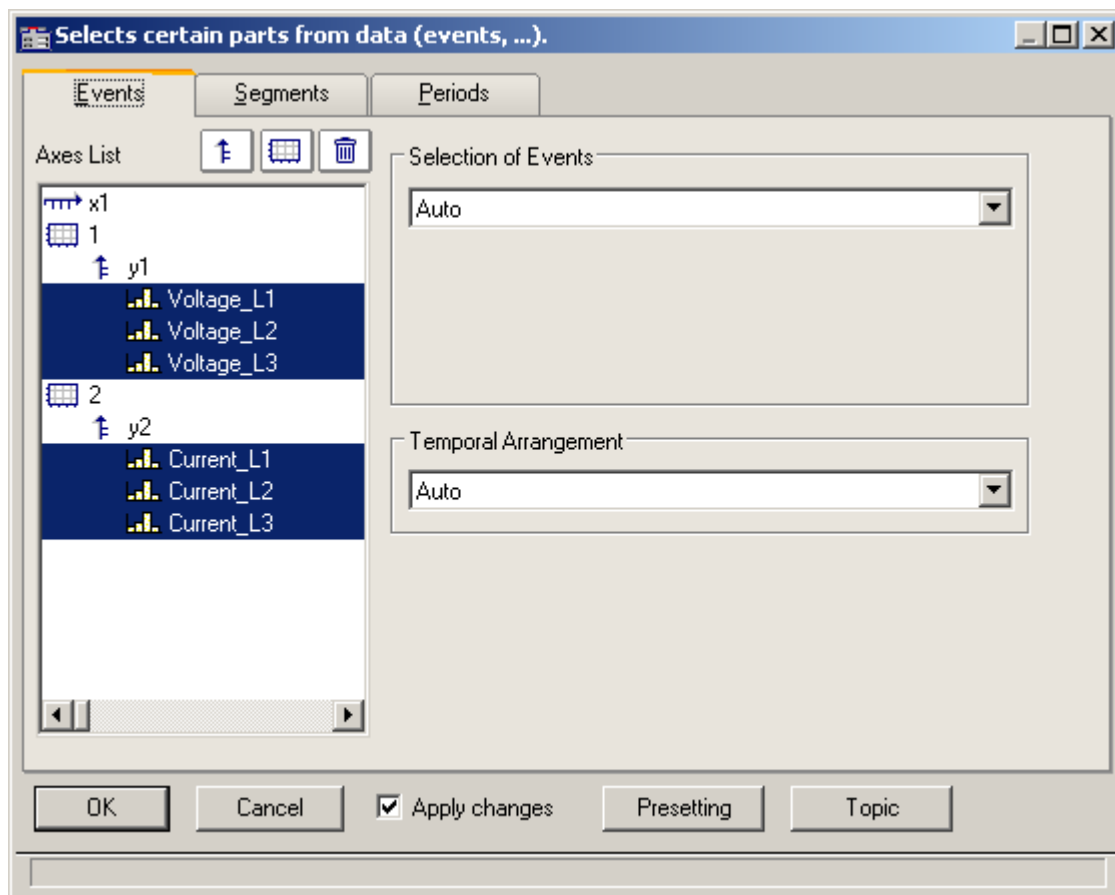 Selects certain parts from data (events, ...).
Events Segments Periods
Axes List
Selection of Events
Auto
x1
1
y1
Voltage_L1
Voltage_L2
Voltage_L3
2
y2
Temporal Arrangement
Auto
Current_L1
Current_L2
Current_L3
OK Cancel Apply changes Presetting Topic